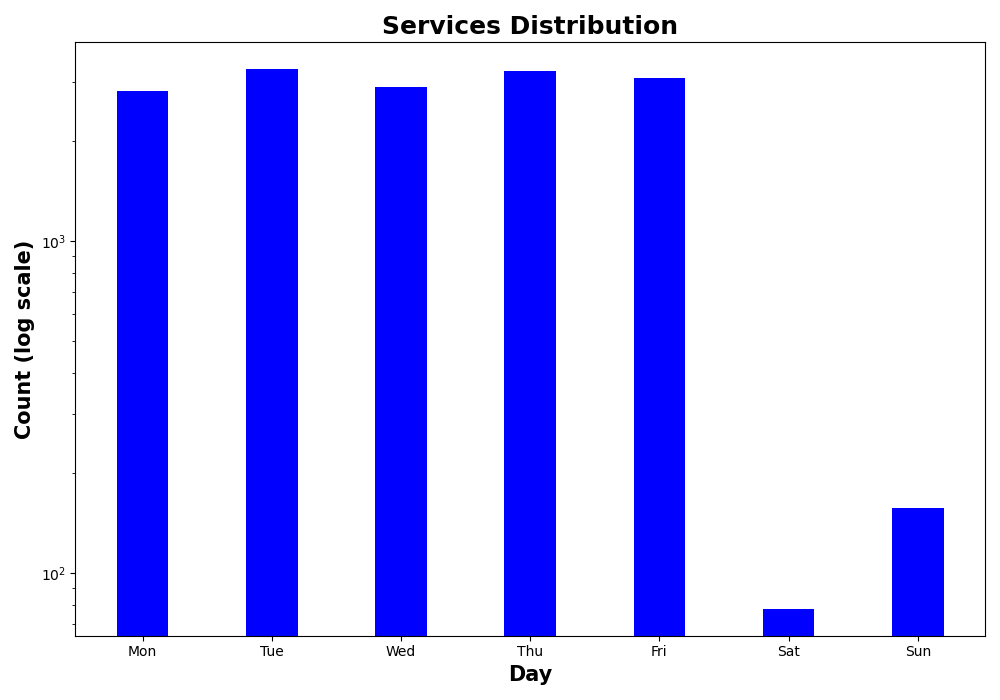 Services Distribution
Count (log scale)
10³
10²
Mon Tue Wed Thu Fri Sat Sun
Day